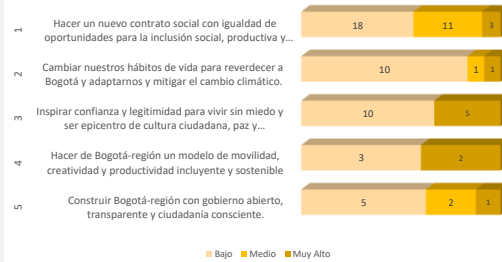 1
Hacer un nuevo contrato social con igualdad de
oportunidades para la inclusión social, productiva y…
18 11 3
2
Cambiar nuestros hábitos de vida para reverdecer a
Bogotá y adaptarnos y mitigar el cambio climático.
10 1 1
3
Inspirar confianza y legitimidad para vivir sin miedo y
ser epicentro de cultura ciudadana, paz y…
10 5
4
Hacer de Bogotá-región un modelo de movilidad,
creatividad y productividad incluyente y sostenible
3 2
5
Construir Bogotá-región con gobierno abierto,
transparente y ciudadanía consciente.
5 2 1
Bajo Medio Muy Alto